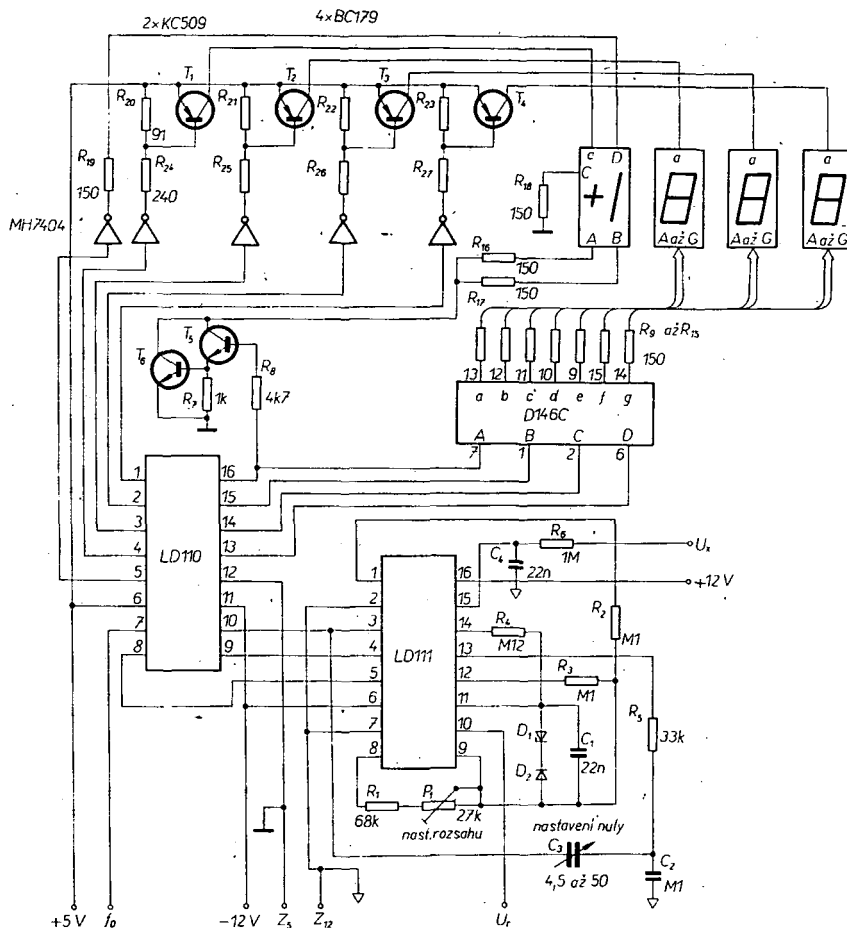 2×KC509
4×BC179
T1
T2
T3
T4
R20
91
R21
R22
R23
R19
150
R24
240
R25
R26
R27
MH7404
c
D
C
+1
A
B
R18
150
R16
150
R17
150
a
A až G
a
A až G
a
A až G
R9 až R15
150
T6
T5
R7
1k
R8
4k7
13
12
11
10
9
15
14
a
b
c
d
e
f
g
D146C
A
B
C
D
7
1
2
6
LD110
1
2
3
4
5
6
7
8
16
15
14
13
12
11
10
9
LD111
1
2
3
4
5
6
7
8
16
15
14
13
12
11
10
9
C4
22n
R6
1M
Ux
+12 V
R4
M12
R2
M1
R3
M1
R5
33k
D1
D2
C1
22n
R1
68k
P1
27k
nast. rozsahu
nastavení nuly
C3
4,5 až 50
C2
M1
+5 V
f0
−12 V
Z5
Z12
Ur